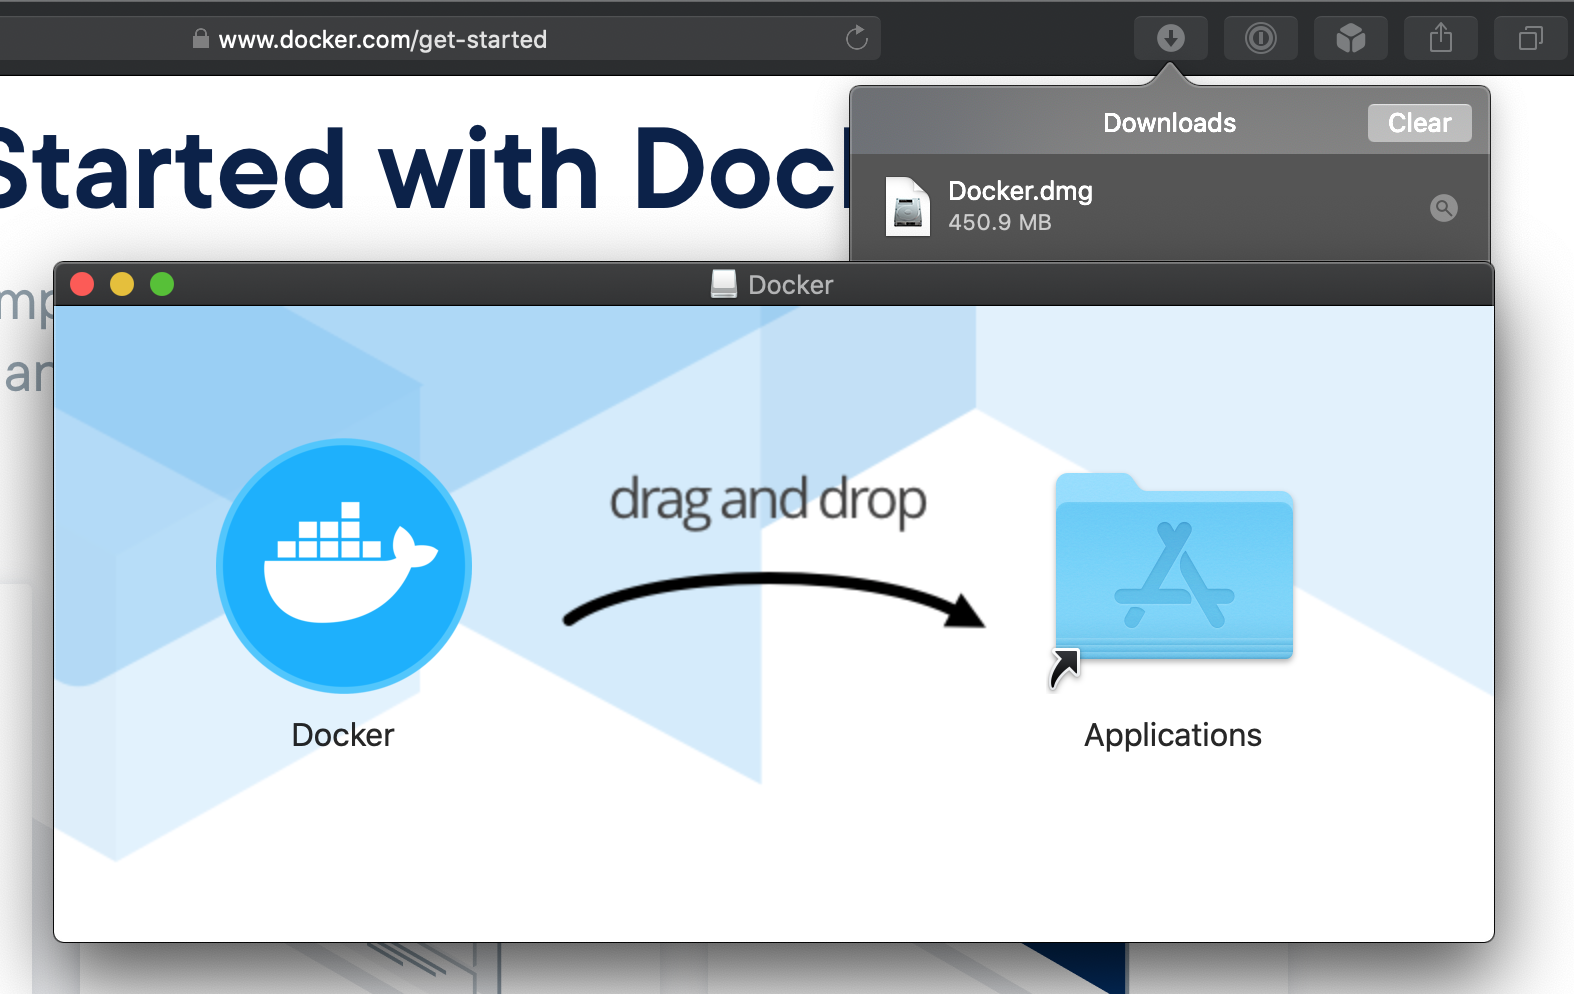 www.docker.com/get-started
Downloads
Clear
Started with Doc
Docker.dmg
450.9 MB
Docker
mp
an
drag and drop
Docker
Applications